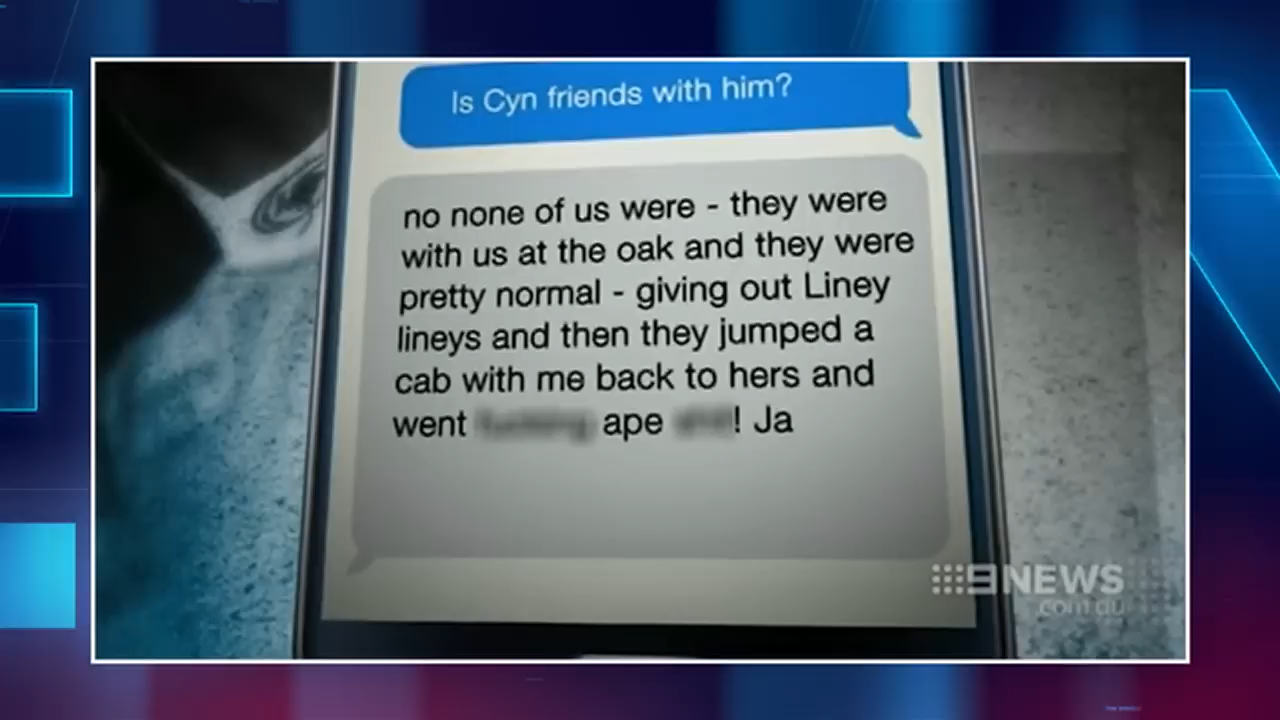 Is Cyn friends with him?
no none of us were - they were
with us at the oak and they were
pretty normal - giving out Liney
lineys and then they jumped a
cab with me back to hers and
went ape ! Ja
9NEWS
com.au